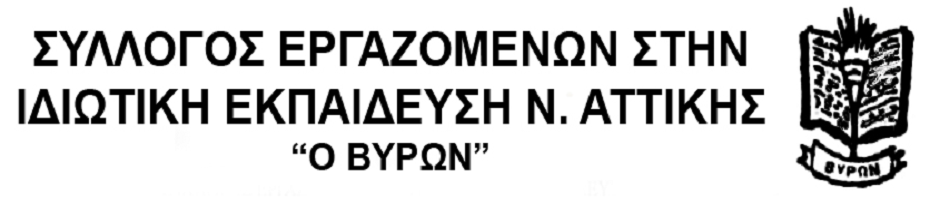 ΣΥΛΛΟΓΟΣ ΕΡΓΑΖΟΜΕΝΩΝ ΣΤΗΝ
ΙΔΙΩΤΙΚΗ ΕΚΠΑΙΔΕΥΣΗ Ν. ΑΤΤΙΚΗΣ
“Ο ΒΥΡΩΝ”
ΒΥΡΩΝ